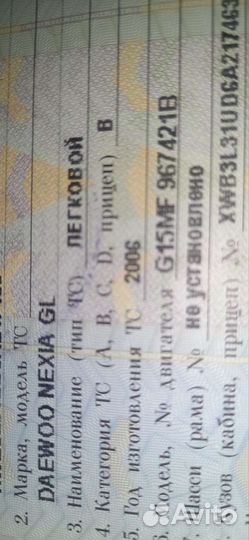 2. Марка, модель ТС
DAEWOO NEXIA GL
3. Наименование (тип ТС) ЛЕГКОВОЙ
4. Категория ТС (А, В, С, D, прицеп) B
5. Год изготовления ТС 2006
6. Модель, № двигателя G15MF 967421B
7. Шасси (рама) № не установлено
Кузов (кабина, прицеп) № XWB3L31UD6A217463
Avito